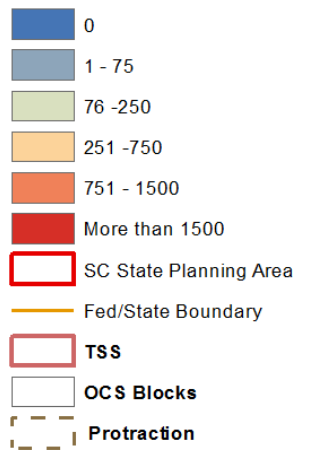 0
1 - 75
76 -250
251 -750
751 - 1500
More than 1500
SC State Planning Area
Fed/State Boundary
TSS
OCS Blocks
Protraction